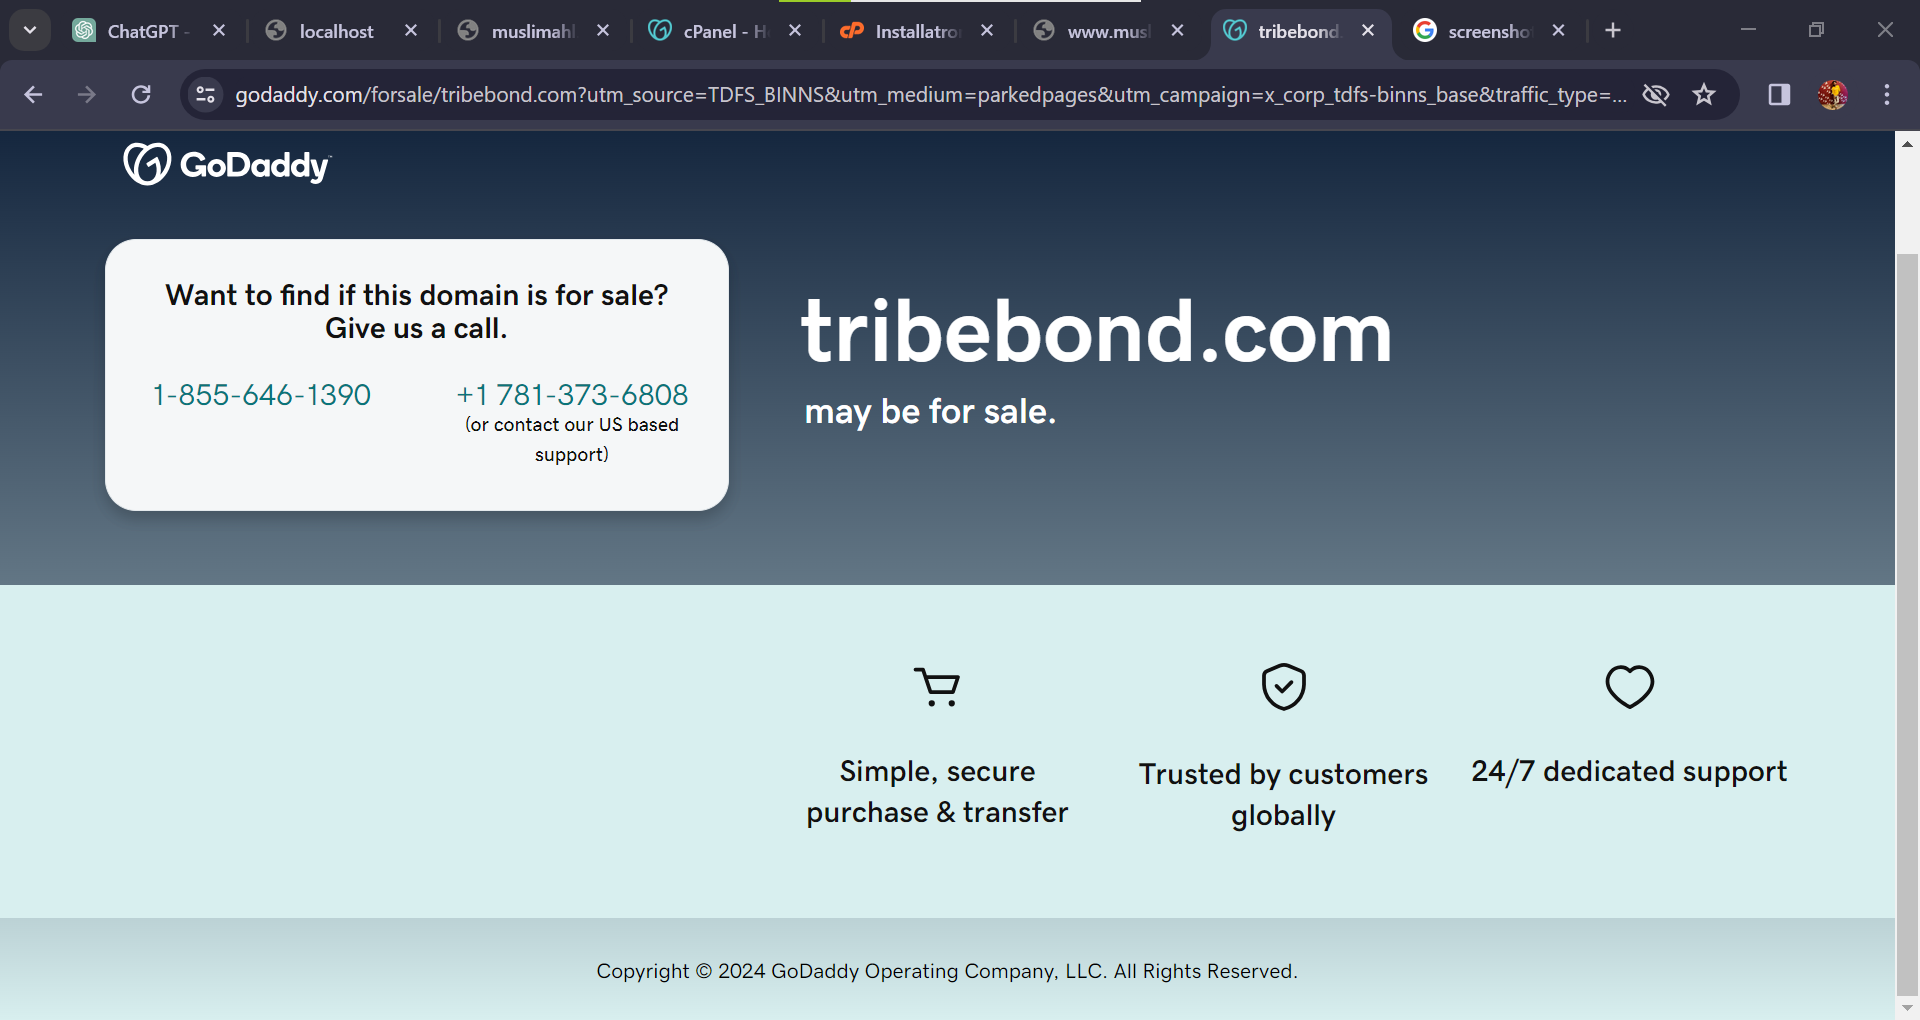 ChatGPT -
localhost
muslimah
cPanel - H
Installatro
www.mus
tribebond.
screensho
godaddy.com/forsale/tribebond.com?utm_source=TDFS_BINNS&utm_medium=parkedpages&utm_campaign=x_corp_tdfs-binns_base&traffic_type=...
GoDaddy
Want to find if this domain is for sale?
Give us a call.
1-855-646-1390
+1 781-373-6808
(or contact our US based
support)
tribebond.com
may be for sale.
Simple, secure
purchase & transfer
Trusted by customers
globally
24/7 dedicated support
Copyright © 2024 GoDaddy Operating Company, LLC. All Rights Reserved.